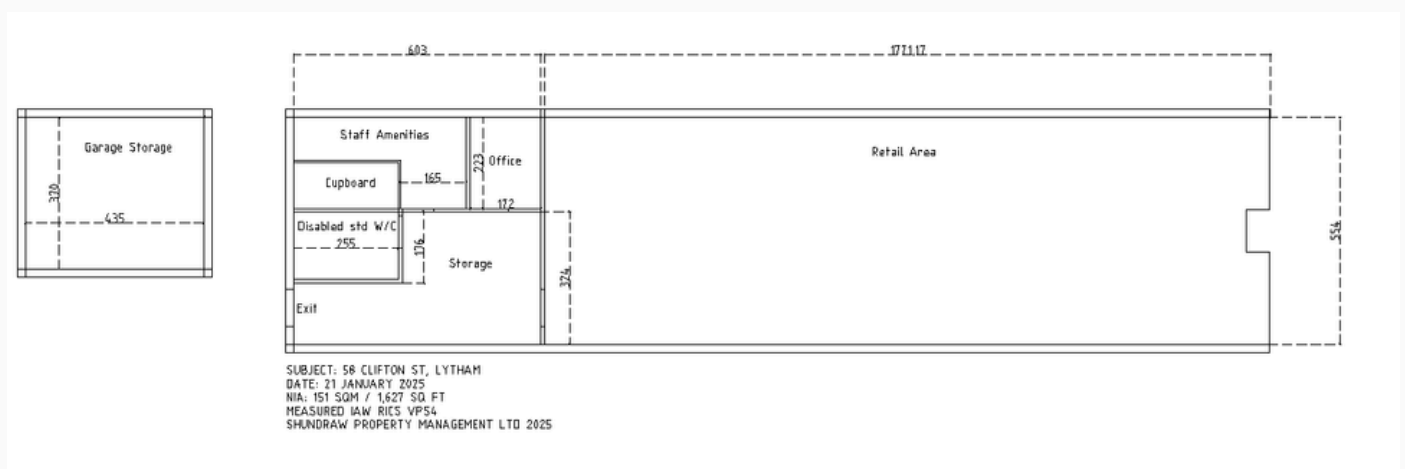 603
1771.17
Staff Amenities
Retail Area
Garage Storage
223
Office
Cupboard
165
370
172
435
Disabled std W/C
255
176
554
Storage
324
Exit
SUBJECT: 58 CLIFTON ST, LYTHAM
DATE: 21 JANUARY 2025
NIA: 151 SQM / 1,627 SQ FT
MEASURED IAW RICS VPS4
SHUNDRAW PROPERTY MANAGEMENT LTD 2025